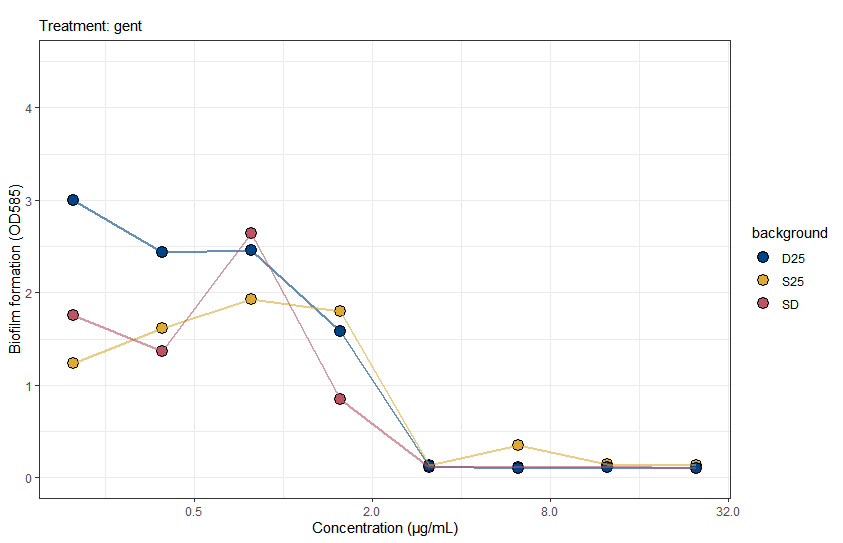 Treatment: gent
Biofilm formation (OD585)
4
3
2
1
0
0.5 2.0 8.0 32.0
Concentration (µg/mL)
background
D25
S25
SD